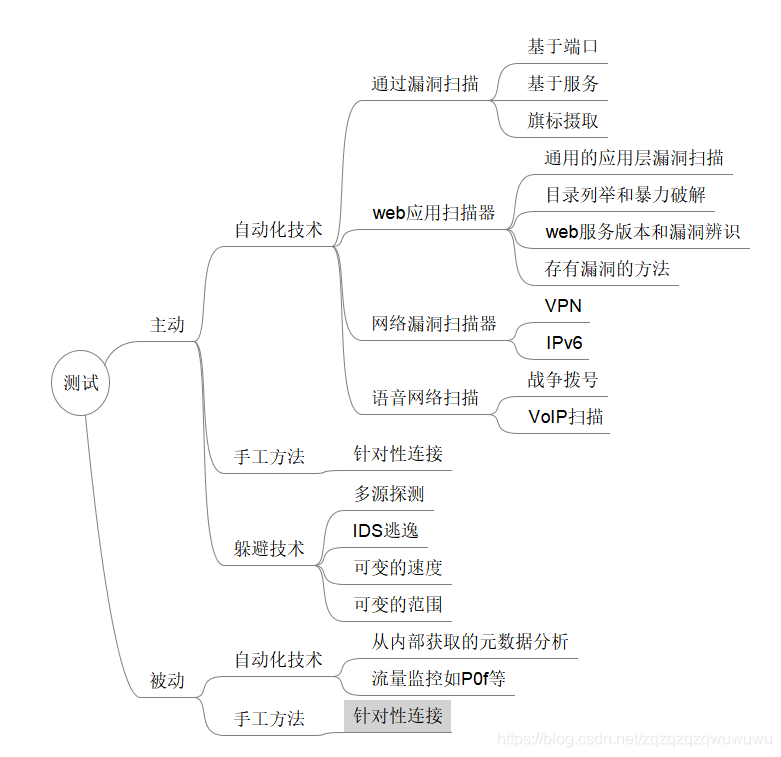 测试
主动
自动化技术
通过漏洞扫描
基于端口
基于服务
旗标摄取
web应用扫描器
通用的应用层漏洞扫描
目录列举和暴力破解
web服务版本和漏洞辨识
存有漏洞的方法
网络漏洞扫描器
VPN
IPv6
语音网络扫描
战争拨号
VoIP扫描
手工方法
针对性连接
躲避技术
多源探测
IDS逃逸
可变的速度
可变的范围
被动
自动化技术
从内部获取的元数据分析
流量监控如P0f等
手工方法
针对性连接
https://blog.csdn.net/zqzqzqzqwuwuwu